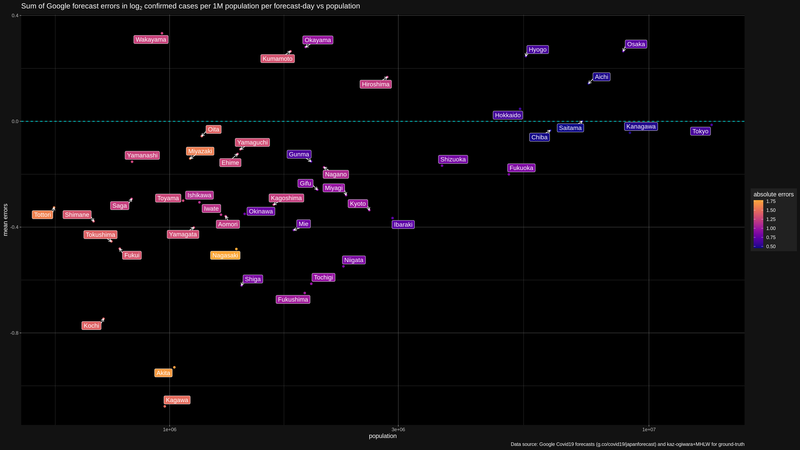 Sum of Google forecast errors in log₂ confirmed cases per 1M population per forecast-day vs population
0.4
Wakayama
Okayama
Osaka
Hyogo
Kumamoto
Aichi
Hiroshima
Hokkaido
0.0
Oita
Saitama
Kanagawa
Tokyo
Chiba
Yamaguchi
Miyazaki
Yamanashi
Ehime
Gunma
Shizuoka
Fukuoka
Nagano
Gifu
Miyagi
Toyama
Ishikawa
Kagoshima
Saga
Iwate
Kyoto
Okinawa
Tottori
Shimane
-0.4
Aomori
Mie
Ibaraki
Tokushima
Yamagata
Fukui
Nagasaki
Niigata
Shiga
Tochigi
Fukushima
Kochi
-0.8
Akita
Kagawa
mean errors
1e+06
3e+06
1e+07
population
absolute errors
1.75
1.50
1.25
1.00
0.75
0.50
Data source: Google Covid19 forecasts (g.co/covid19/japanforecast) and kaz-ogiwara+MHLW for ground-truth